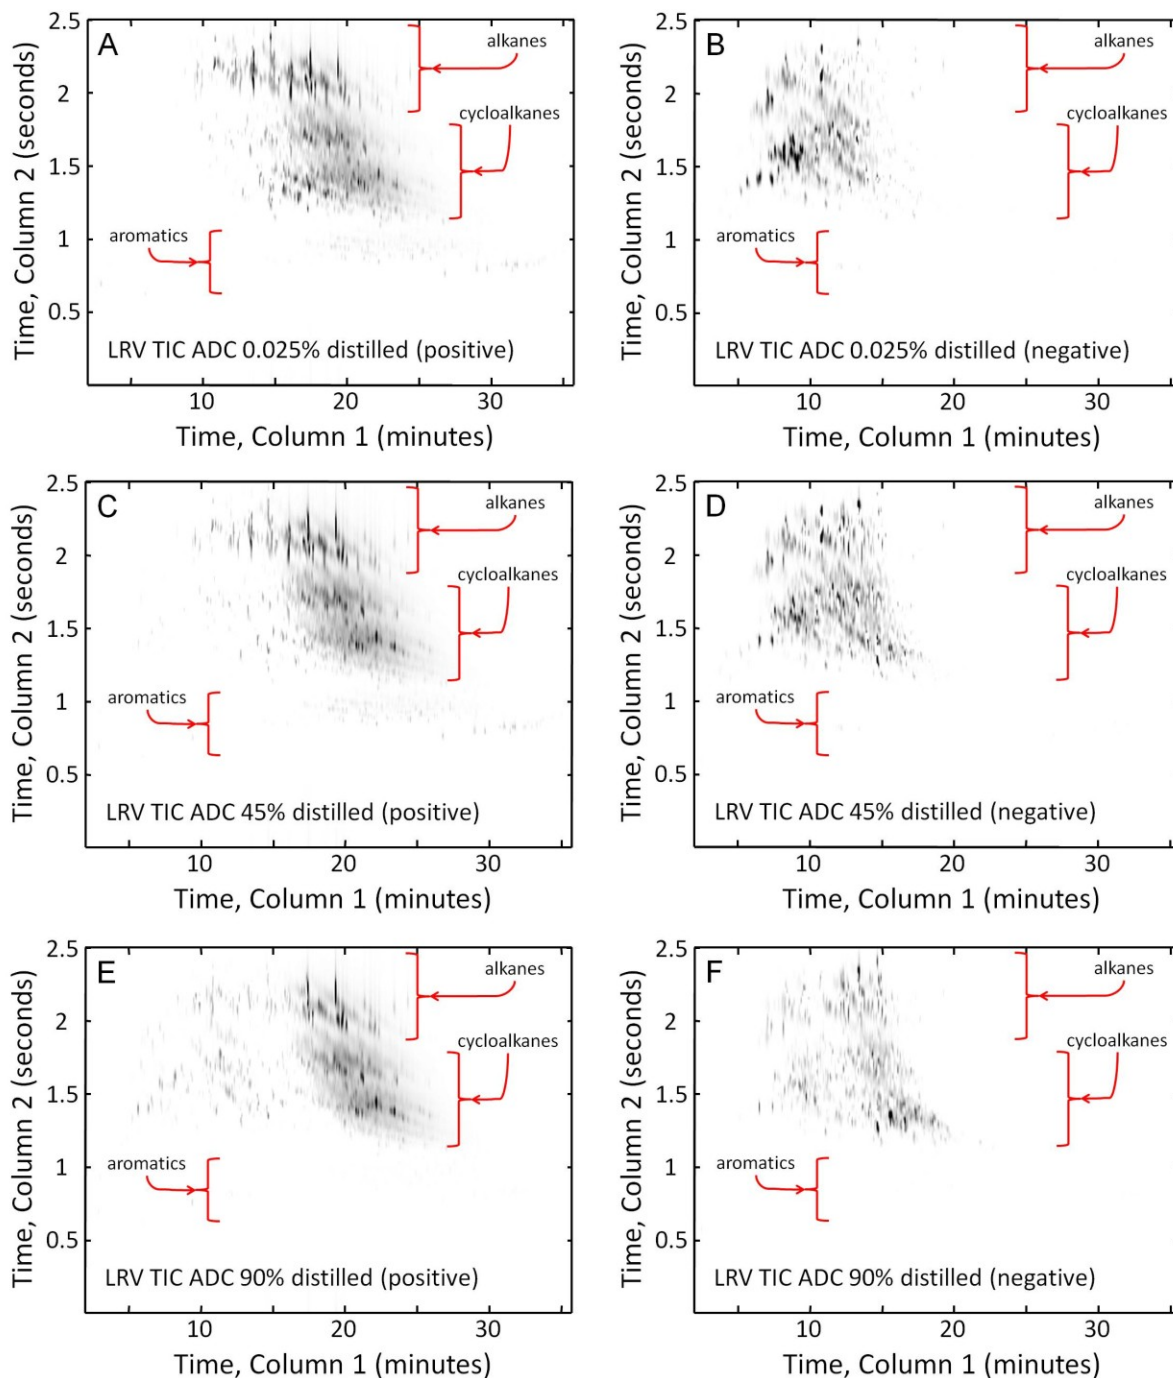 A
2.5
2
1.5
1
0.5
10
20
30
alkanes
cycloalkanes
aromatics
LRV TIC ADC 0.025% distilled (positive)
Time, Column 2 (seconds)
Time, Column 1 (minutes)
B
2.5
2
1.5
1
0.5
10
20
30
alkanes
cycloalkanes
aromatics
LRV TIC ADC 0.025% distilled (negative)
Time, Column 2 (seconds)
Time, Column 1 (minutes)
C
2.5
2
1.5
1
0.5
10
20
30
alkanes
cycloalkanes
aromatics
LRV TIC ADC 45% distilled (positive)
Time, Column 2 (seconds)
Time, Column 1 (minutes)
D
2.5
2
1.5
1
0.5
10
20
30
alkanes
cycloalkanes
aromatics
LRV TIC ADC 45% distilled (negative)
Time, Column 2 (seconds)
Time, Column 1 (minutes)
E
2.5
2
1.5
1
0.5
10
20
30
alkanes
cycloalkanes
aromatics
LRV TIC ADC 90% distilled (positive)
Time, Column 2 (seconds)
Time, Column 1 (minutes)
F
2.5
2
1.5
1
0.5
10
20
30
alkanes
cycloalkanes
aromatics
LRV TIC ADC 90% distilled (negative)
Time, Column 2 (seconds)
Time, Column 1 (minutes)